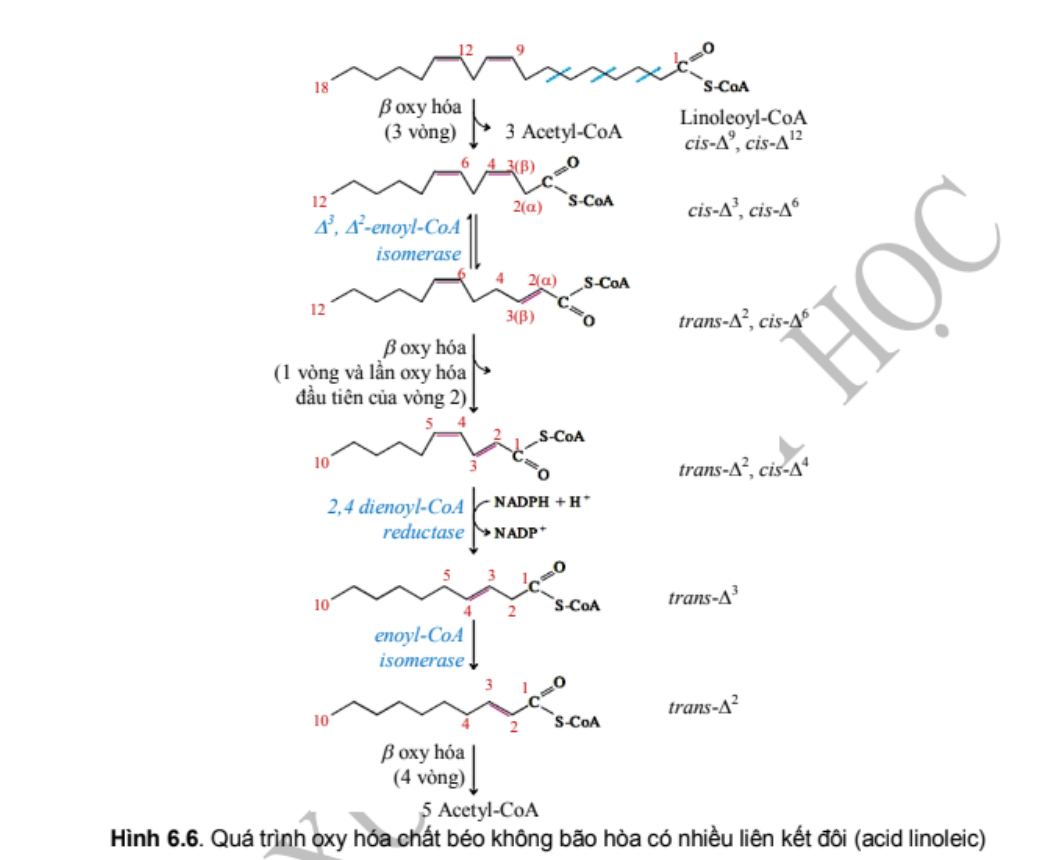 12 9 1 O
C
18 S-CoA
β oxy hóa
(3 vòng) 3 Acetyl-CoA
Linoleoyl-CoA
cis-Δ⁹, cis-Δ¹²
6 4 3(β) O
C
12 2(α) S-CoA
cis-Δ³, cis-Δ⁶
Δ³, Δ²-enoyl-CoA
isomerase
6 4 2(α) S-CoA
C
12 3(β) O
trans-Δ², cis-Δ⁶
β oxy hóa
(1 vòng và lần oxy hóa
đầu tiên của vòng 2)
5 4 2 1 S-CoA
C
10 3 O
trans-Δ², cis-Δ⁴
2,4 dienoyl-CoA
reductase
NADPH + H⁺
NADP⁺
5 3 1 O
C
10 4 2 S-CoA
trans-Δ³
enoyl-CoA
isomerase
3 1 O
C
10 4 2 S-CoA
trans-Δ²
β oxy hóa
(4 vòng)
5 Acetyl-CoA
Hình 6.6. Quá trình oxy hóa chất béo không bão hòa có nhiều liên kết đôi (acid linoleic)
HỌC